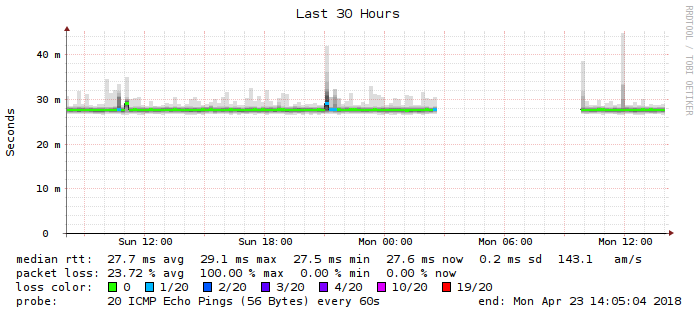 Last 30 Hours
RRDTOOL / TOBI OETIKER
Seconds
40 m
30 m
20 m
10 m
0
Sun 12:00 Sun 18:00 Mon 00:00 Mon 06:00 Mon 12:00
median rtt: 27.7 ms avg 29.1 ms max 27.5 ms min 27.6 ms now 0.2 ms sd 143.1 am/s
packet loss: 23.72 % avg 100.00 % max 0.00 % min 0.00 % now
loss color: 0 1/20 2/20 3/20 4/20 10/20 19/20
probe: 20 ICMP Echo Pings (56 Bytes) every 60s end: Mon Apr 23 14:05:04 2018